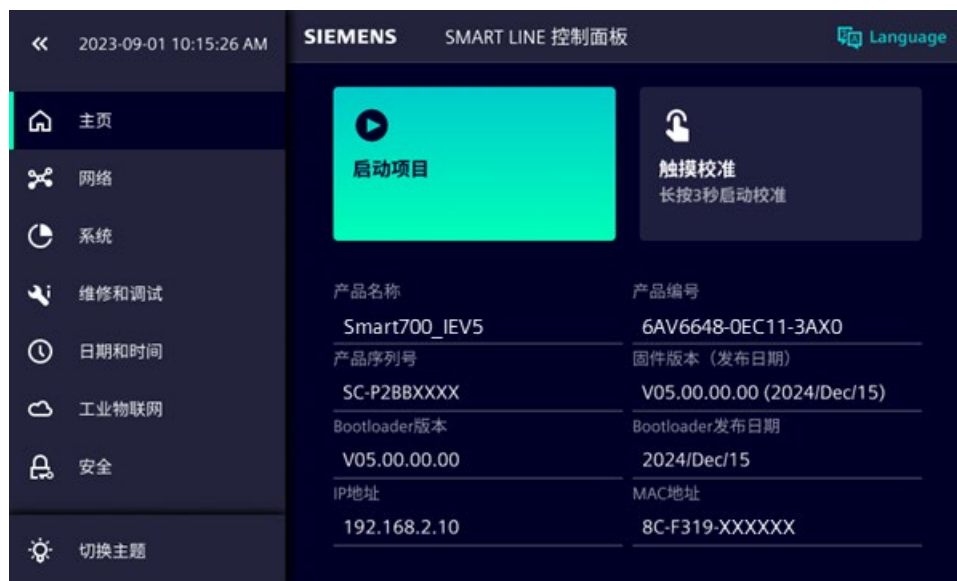 2023-09-01 10:15:26 AM
SIEMENS SMART LINE 控制面板 Language
主页
网络
系统
维修和调试
日期和时间
工业物联网
安全
切换主题
启动项目
触摸校准
长按3秒启动校准
产品名称 产品编号
Smart700_IEV5 6AV6648-0EC11-3AX0
产品序列号 固件版本（发布日期）
SC-P2BBXXXX V05.00.00.00 (2024/Dec/15)
Bootloader版本 Bootloader发布日期
V05.00.00.00 2024/Dec/15
IP地址 MAC地址
192.168.2.10 8C-F319-XXXXXX